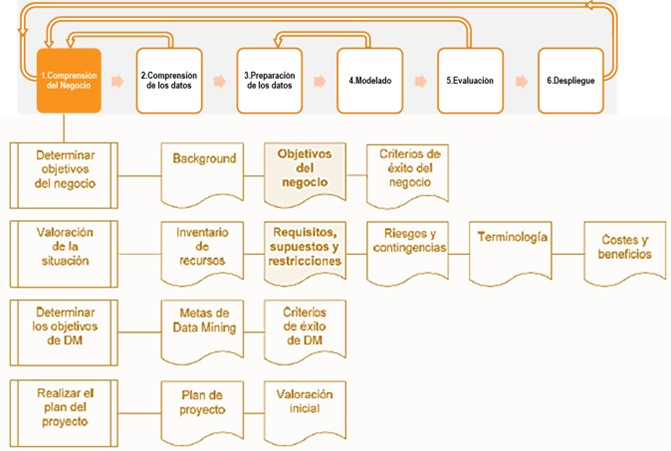 1.Comprensión
del Negocio
2.Comprensión
de los datos
3.Preparación
de los datos
4.Modelado
5.Evaluación
6.Despliegue
Determinar
objetivos
del negocio
Background
Objetivos
del
negocio
Criterios de
éxito del
negocio
Valoración
de la
situación
Inventario
de
recursos
Requisitos,
supuestos y
restricciones
Riesgos y
contingencias
Terminología
Costes y
beneficios
Determinar
los objetivos
de DM
Metas de
Data Mining
Criterios
de éxito
de DM
Realizar el
plan del
proyecto
Plan de
proyecto
Valoración
inicial